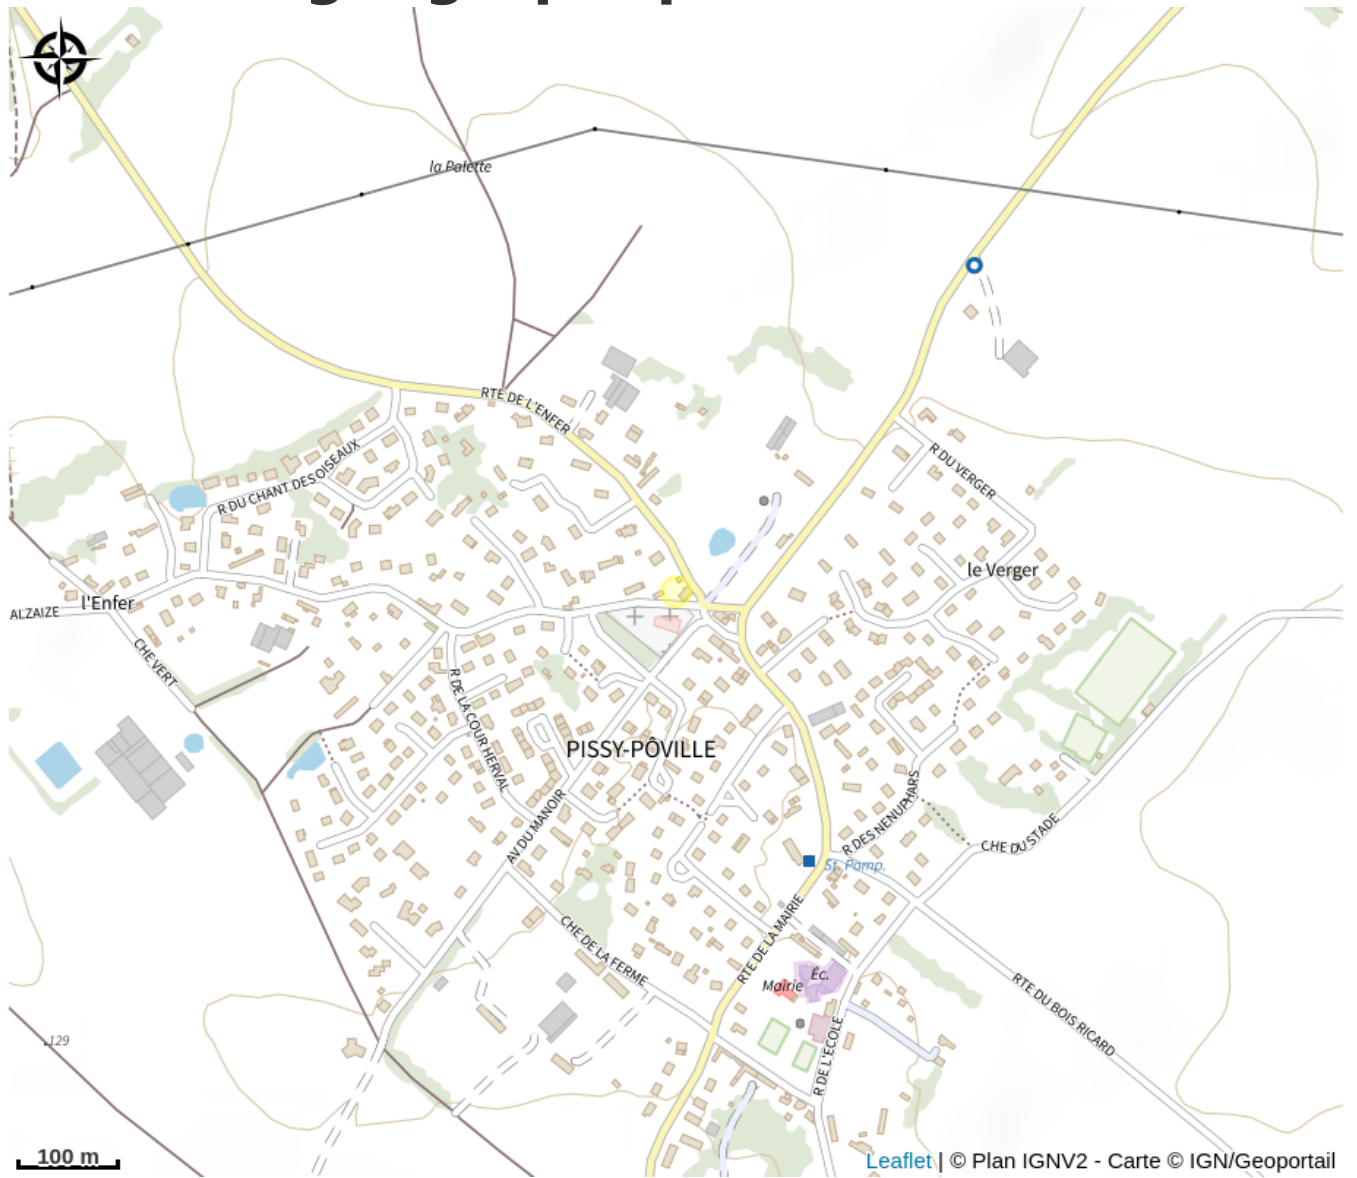 la Palette
RTE DE L'ENFER
R DU VERGER
R DU CHANT DES OISEAUX
le Verger
l'Enfer
ALZAIZE
CHE VERT
R DE LA COUR HERVAL
PISSY-PÔVILLE
AV DU MANOIR
R DES NENUPHARS
CHE DU STADE
St. Pomp.
RTE DE LA MAIRIE
CHE DE LA FERME
Éc.
Mairie
RTE DU BOIS RICARD
R DE L'ECOLE
129
100 m
Leaflet | © Plan IGNV2 - Carte © IGN/Geoportail